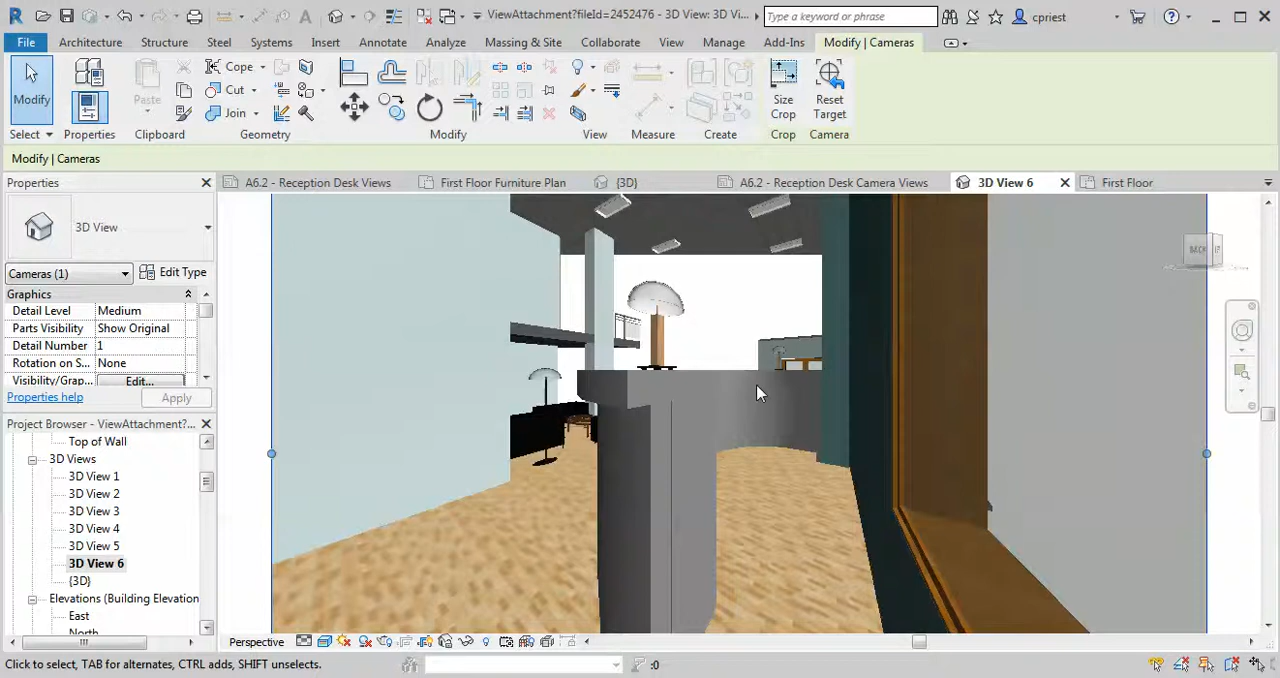 ViewAttachment?fileId=2452476 - 3D View: 3D Vi...
Type a keyword or phrase
cpriest
File Architecture Structure Steel Systems Insert Annotate Analyze Massing & Site Collaborate View Manage Add-Ins Modify | Cameras
Cope
Cut
Join
Modify
Paste
Size Crop
Reset Target
Select Properties Clipboard Geometry Modify View Measure Create Crop Camera
Modify | Cameras
Properties
A6.2 - Reception Desk Views
First Floor Furniture Plan
{3D}
A6.2 - Reception Desk Camera Views
3D View 6
First Floor
3D View
Cameras (1)
Edit Type
Graphics
Detail Level Medium
Parts Visibility Show Original
Detail Number 1
Rotation on S... None
Visibility/Grap... Edit...
Properties help
Apply
Project Browser - ViewAttachment?...
Top of Wall
3D Views
3D View 1
3D View 2
3D View 3
3D View 4
3D View 5
3D View 6
{3D}
Elevations (Building Elevation
East
North
BACK
Perspective
Click to select, TAB for alternates, CTRL adds, SHIFT unselects.
:0